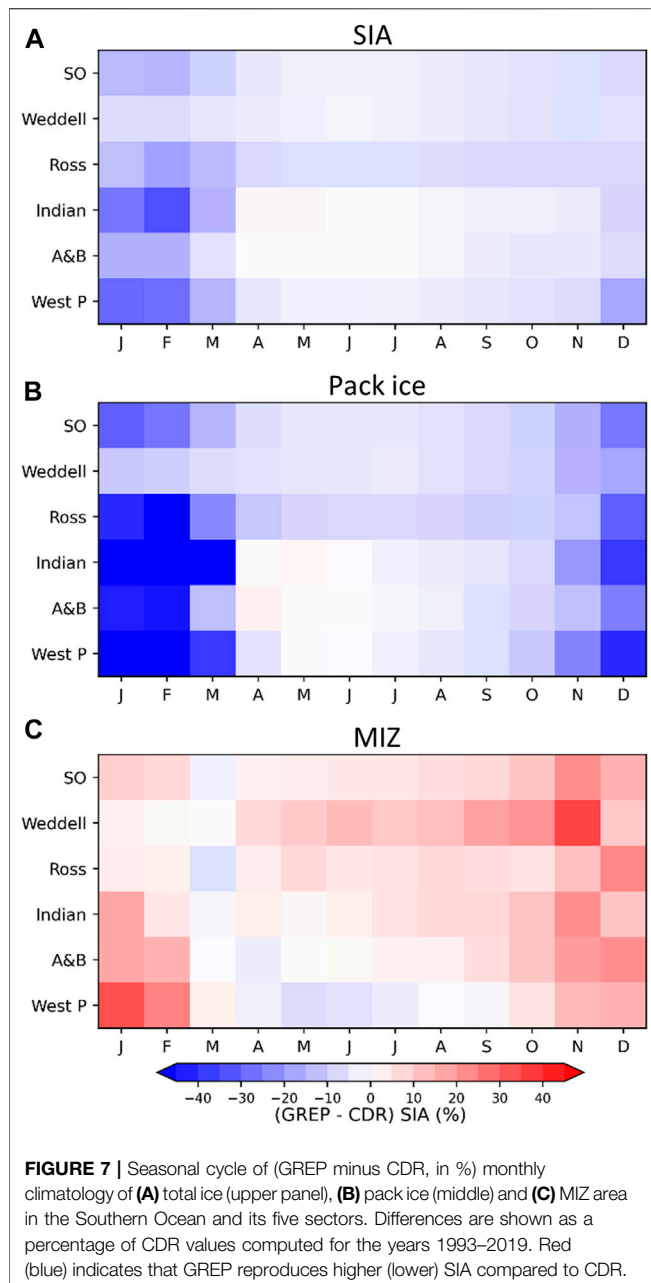 A
SIA
SO
Weddell
Ross
Indian
A&B
West P
J F M A M J J A S O N D
B
Pack ice
SO
Weddell
Ross
Indian
A&B
West P
J F M A M J J A S O N D
C
MIZ
SO
Weddell
Ross
Indian
A&B
West P
J F M A M J J A S O N D
−40 −30 −20 −10 0 10 20 30 40
(GREP - CDR) SIA (%)
FIGURE 7 | Seasonal cycle of (GREP minus CDR, in %) monthly
climatology of (A) total ice (upper panel), (B) pack ice (middle) and (C) MIZ area
in the Southern Ocean and its five sectors. Differences are shown as a
percentage of CDR values computed for the years 1993–2019. Red
(blue) indicates that GREP reproduces higher (lower) SIA compared to CDR.